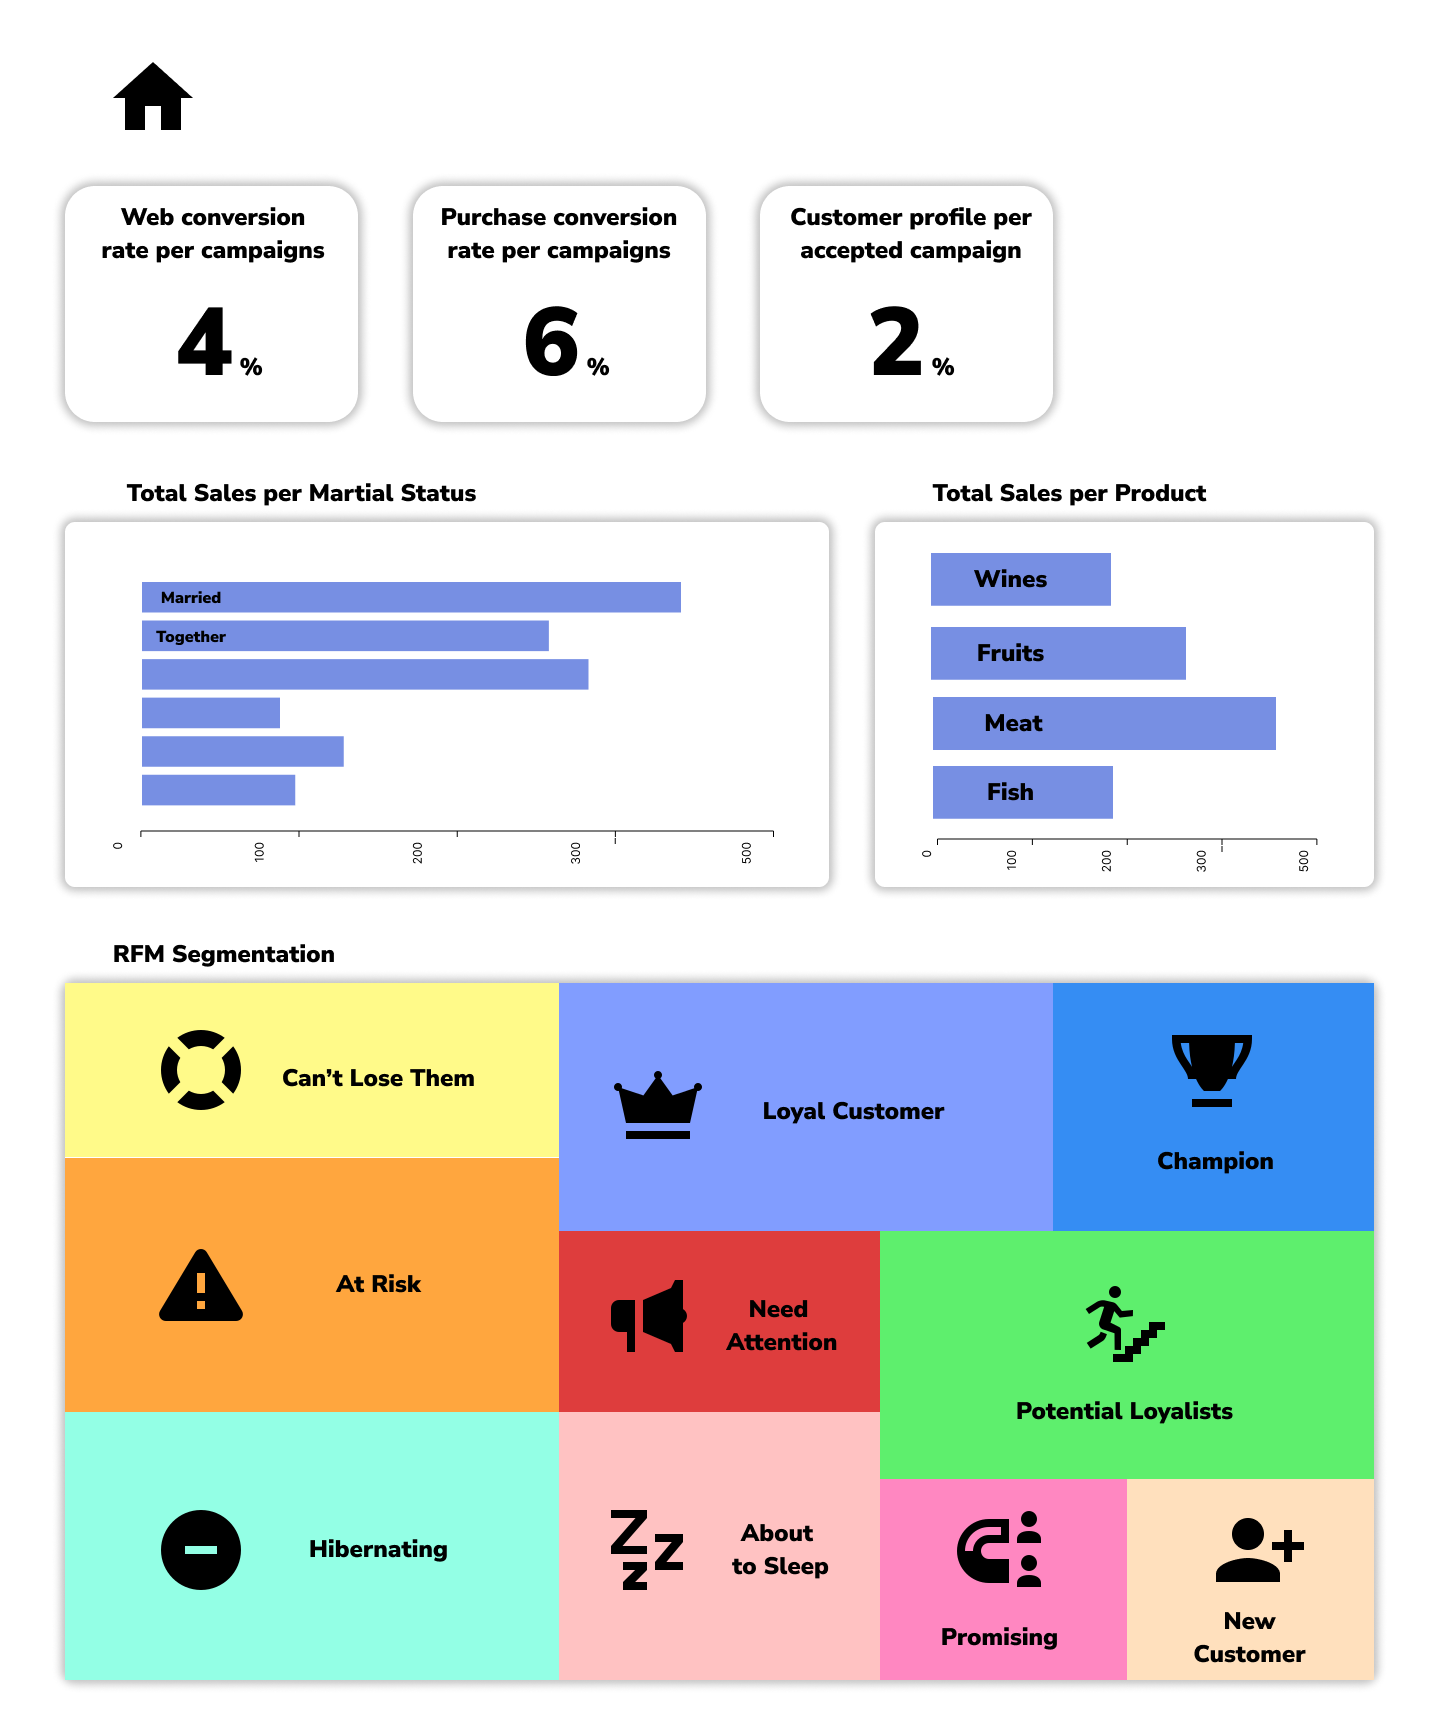 Web conversion
rate per campaigns
4 %
Purchase conversion
rate per campaigns
6 %
Customer profile per
accepted campaign
2 %
Total Sales per Martial Status
Married
Together
0
100
200
300
500
Total Sales per Product
Wines
Fruits
Meat
Fish
0
100
200
300
500
RFM Segmentation
Can’t Lose Them
Loyal Customer
Champion
At Risk
Need
Attention
Potential Loyalists
Hibernating
About
to Sleep
Promising
New
Customer